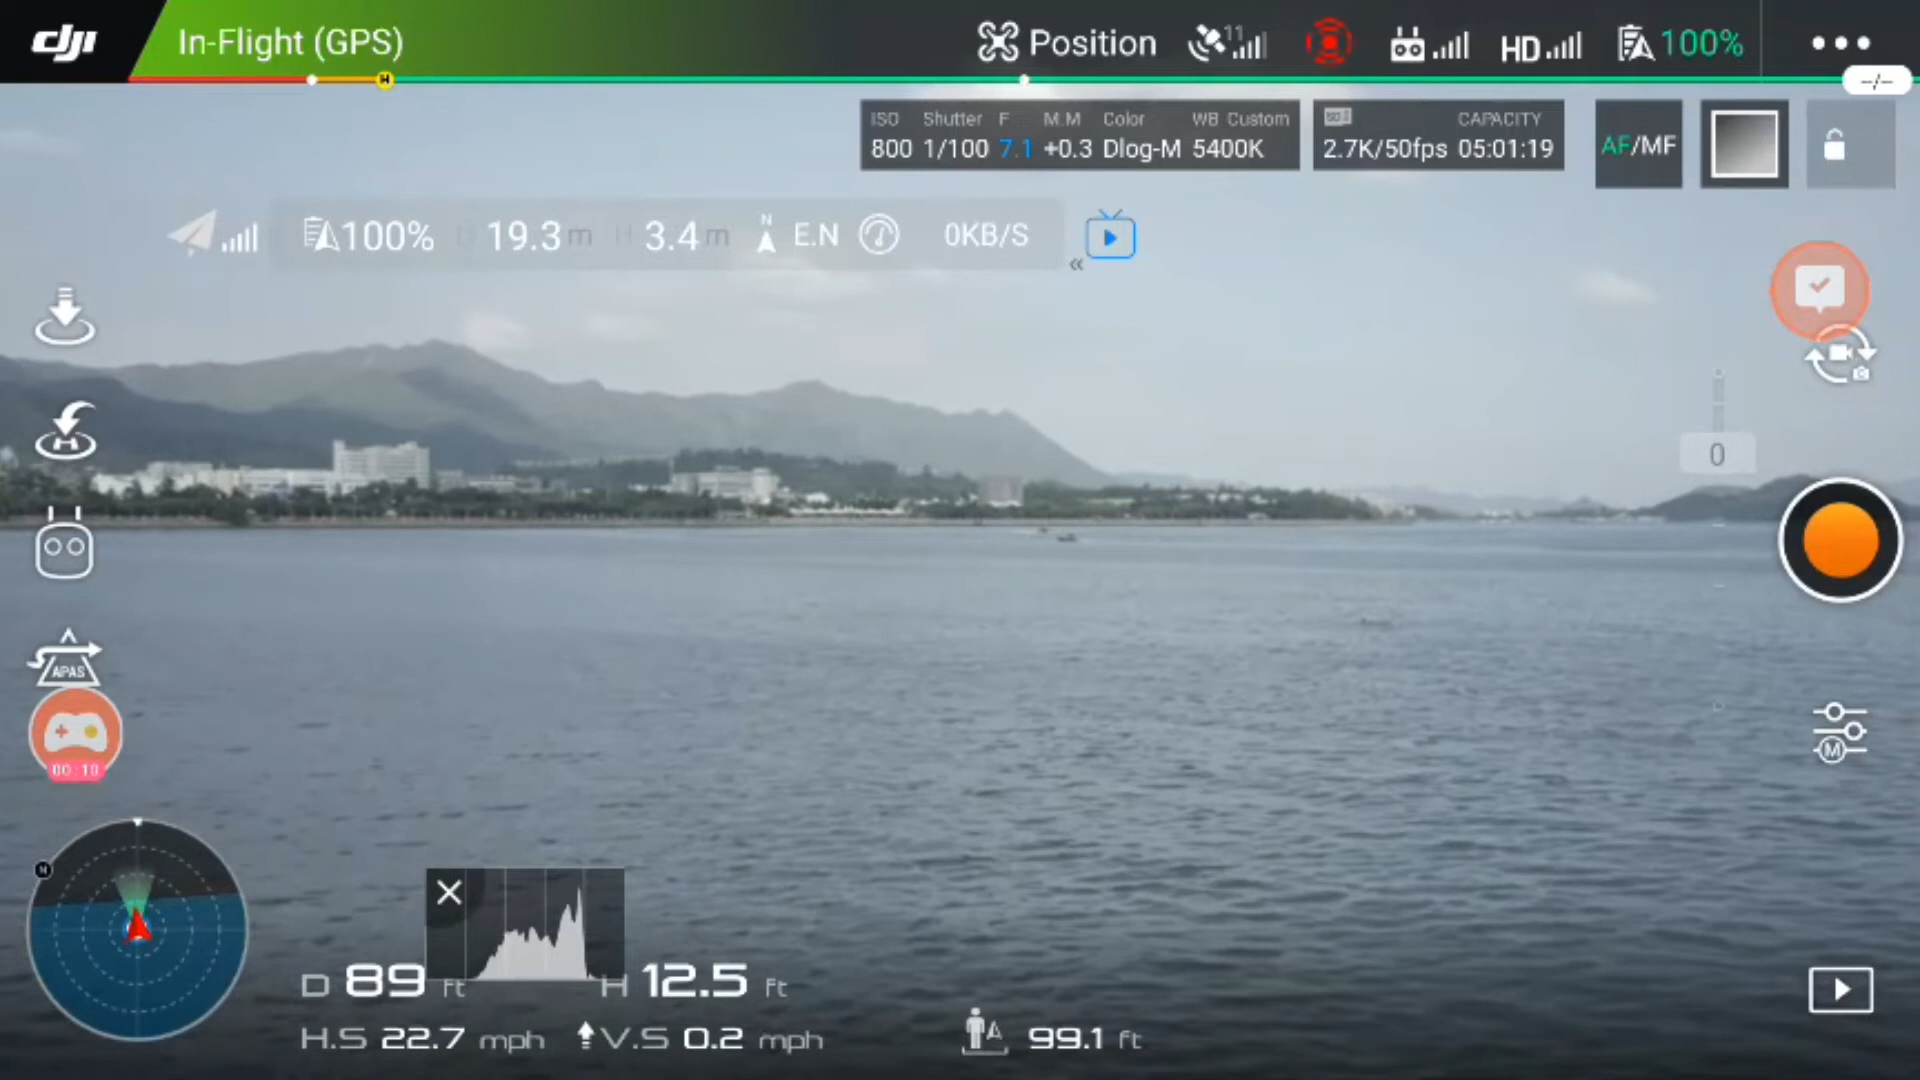 dji
In-Flight (GPS)
Position
11
HD
100%
--/--
ISO Shutter F M.M Color WB Custom
800 1/100 7.1 +0.3 Dlog-M 5400K
CAPACITY
2.7K/50fps 05:01:19
AF/MF
100% D 19.3 m H 3.4 m N E.N 0KB/S
«
0
H
APAS
00:10
M
D 89 ft H 12.5 ft
H.S 22.7 mph V.S 0.2 mph 99.1 ft